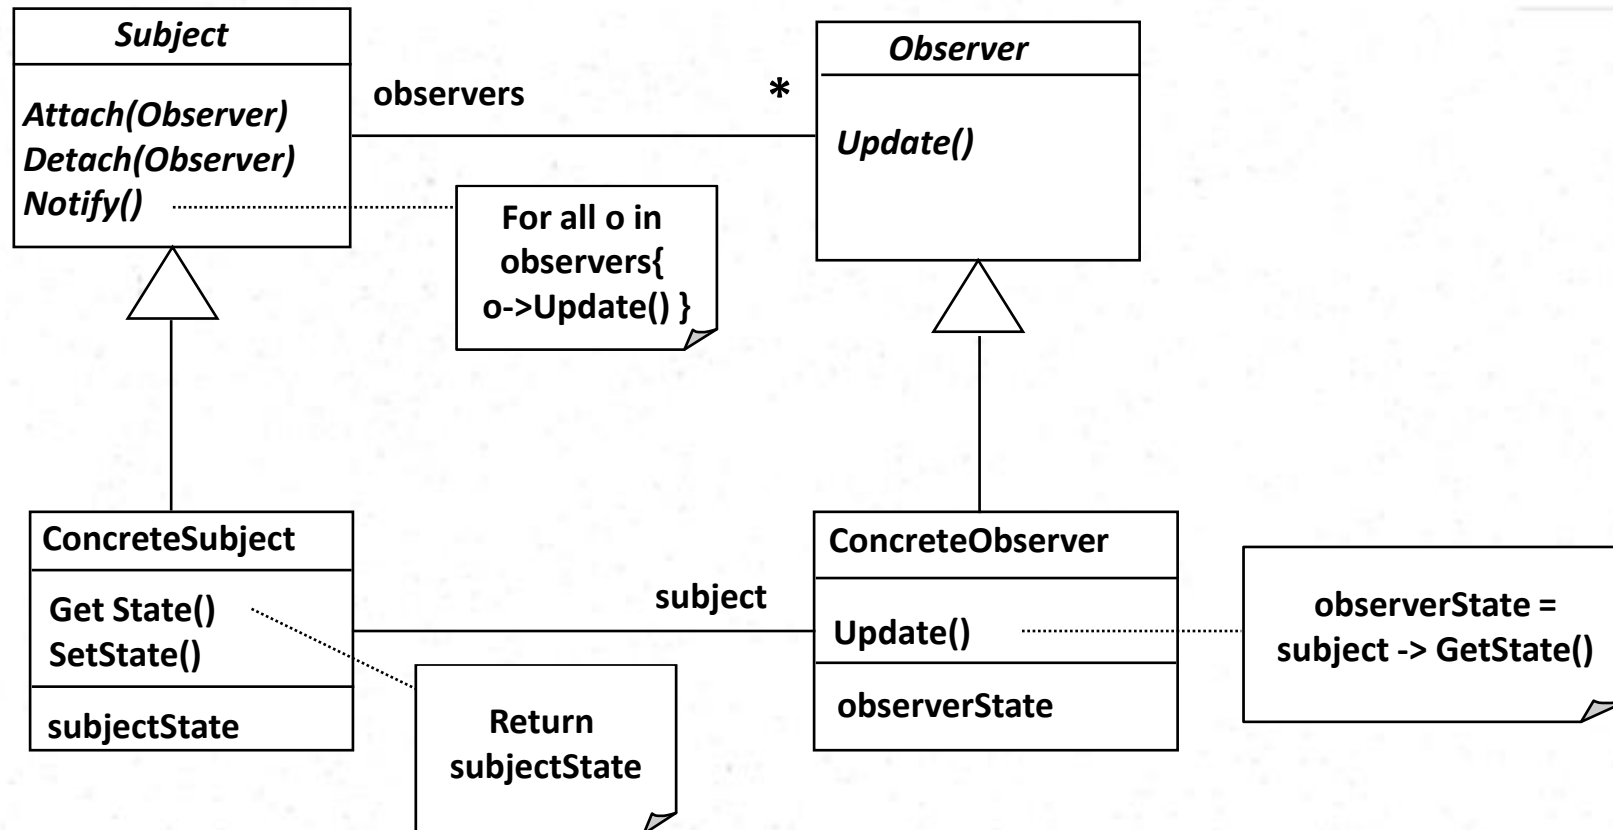 Subject
Attach(Observer)
Detach(Observer)
Notify()
observers
*
Observer
Update()
For all o in
observers{
o->Update() }
ConcreteSubject
Get State()
SetState()
subjectState
subject
Return
subjectState
ConcreteObserver
Update()
observerState
observerState =
subject -> GetState()